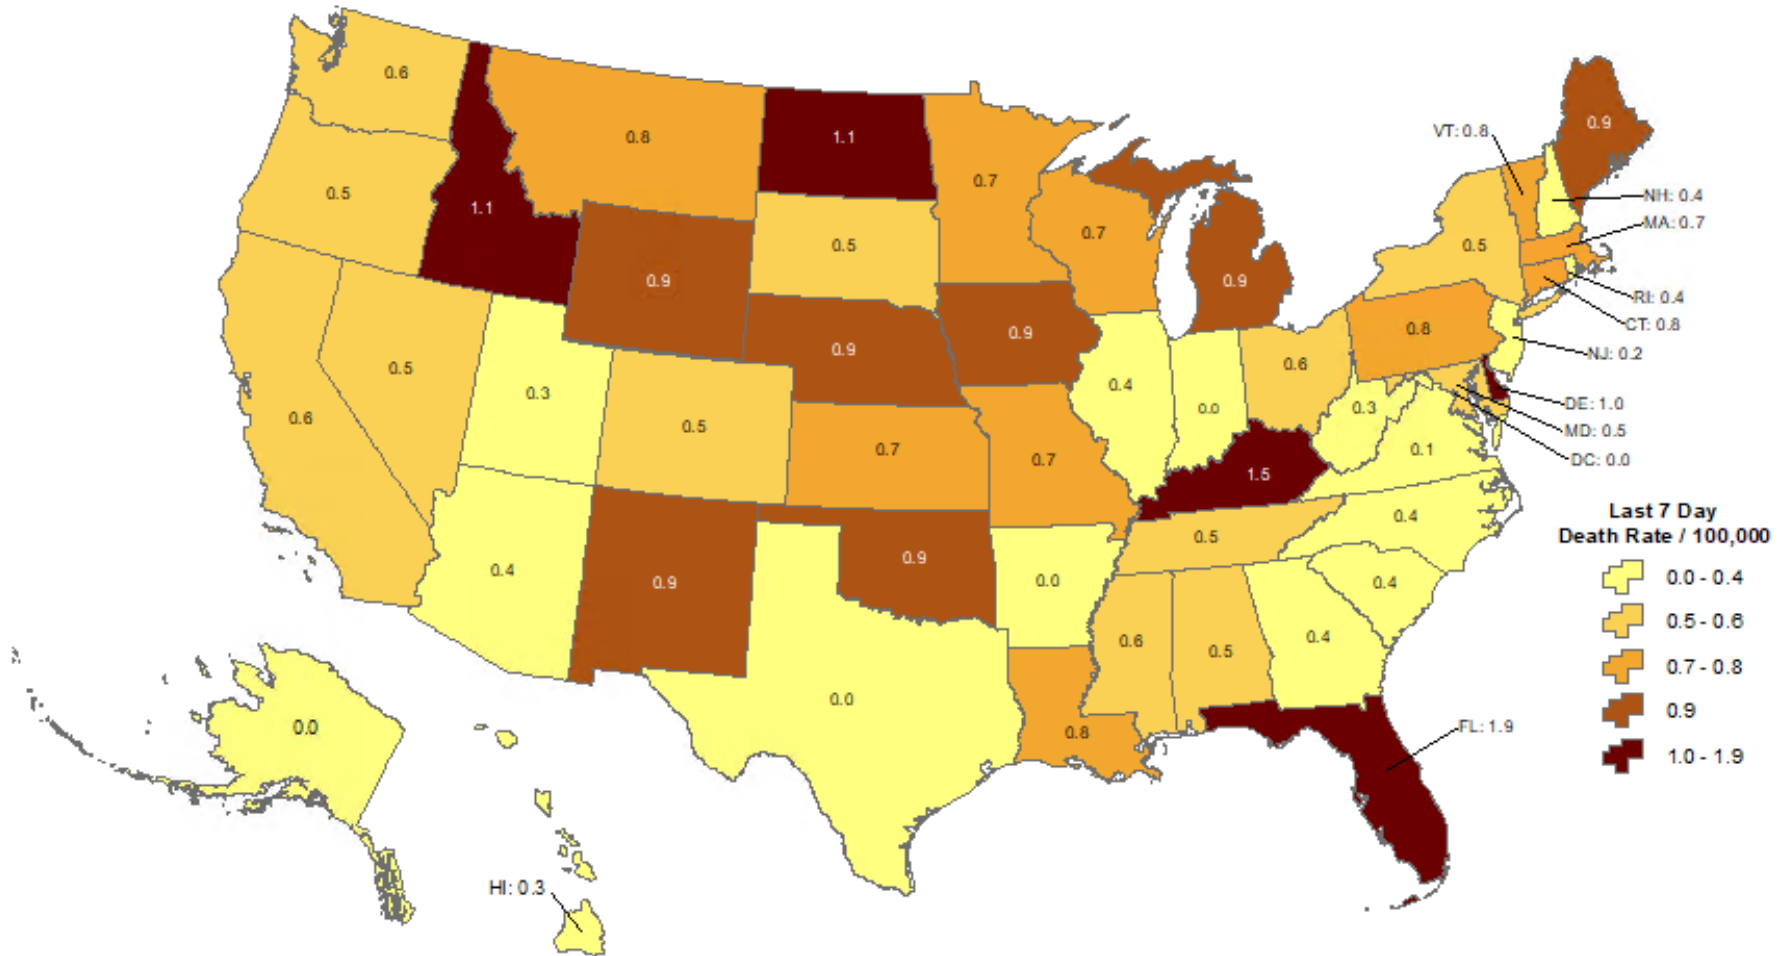 0.6
0.8
1.1
0.9
VT: 0.8
0.5
1.1
0.7
NH: 0.4
MA: 0.7
0.5
0.7
0.5
0.9
0.9
RI: 0.4
CT: 0.8
0.5
0.3
0.9
0.9
0.8
NJ: 0.2
0.6
0.5
0.4
0.0
0.6
0.3
DE: 1.0
MD: 0.5
DC: 0.0
0.7
0.7
1.5
0.1
0.4
0.9
0.9
0.0
0.5
0.4
0.4
0.6
0.5
0.4
Last 7 Day
Death Rate / 100,000
0.0 - 0.4
0.5 - 0.6
0.7 - 0.8
0.9
1.0 - 1.9
0.0
0.0
0.8
FL: 1.9
HI: 0.3